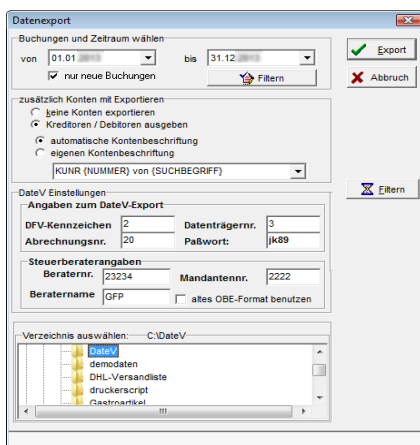 Datenexport
Buchungen und Zeitraum wählen
von 01.01 bis 31.12
nur neue Buchungen Filtern
Export
Abbruch
zusätzlich Konten mit Exportieren
keine Konten exportieren
Kreditoren / Debitoren ausgeben
automatische Kontenbeschriftung
eigenen Kontenbeschriftung
KUNR {NUMMER} von {SUCHBEGRIFF}
Filtern
DateV Einstellungen
Angaben zum DateV-Export
DFV-Kennzeichen 2 Datenträgernr. 3
Abrechnungsnr. 20 Paßwort: jk89
Steuerberaterangaben
Beraternr. 23234 Mandantennr. 2222
Beratername GFP altes OBE-Format benutzen
Verzeichnis auswählen: C:\DateV
DateV
demodaten
DHL-Versandliste
druckerscript
Gastroartikel